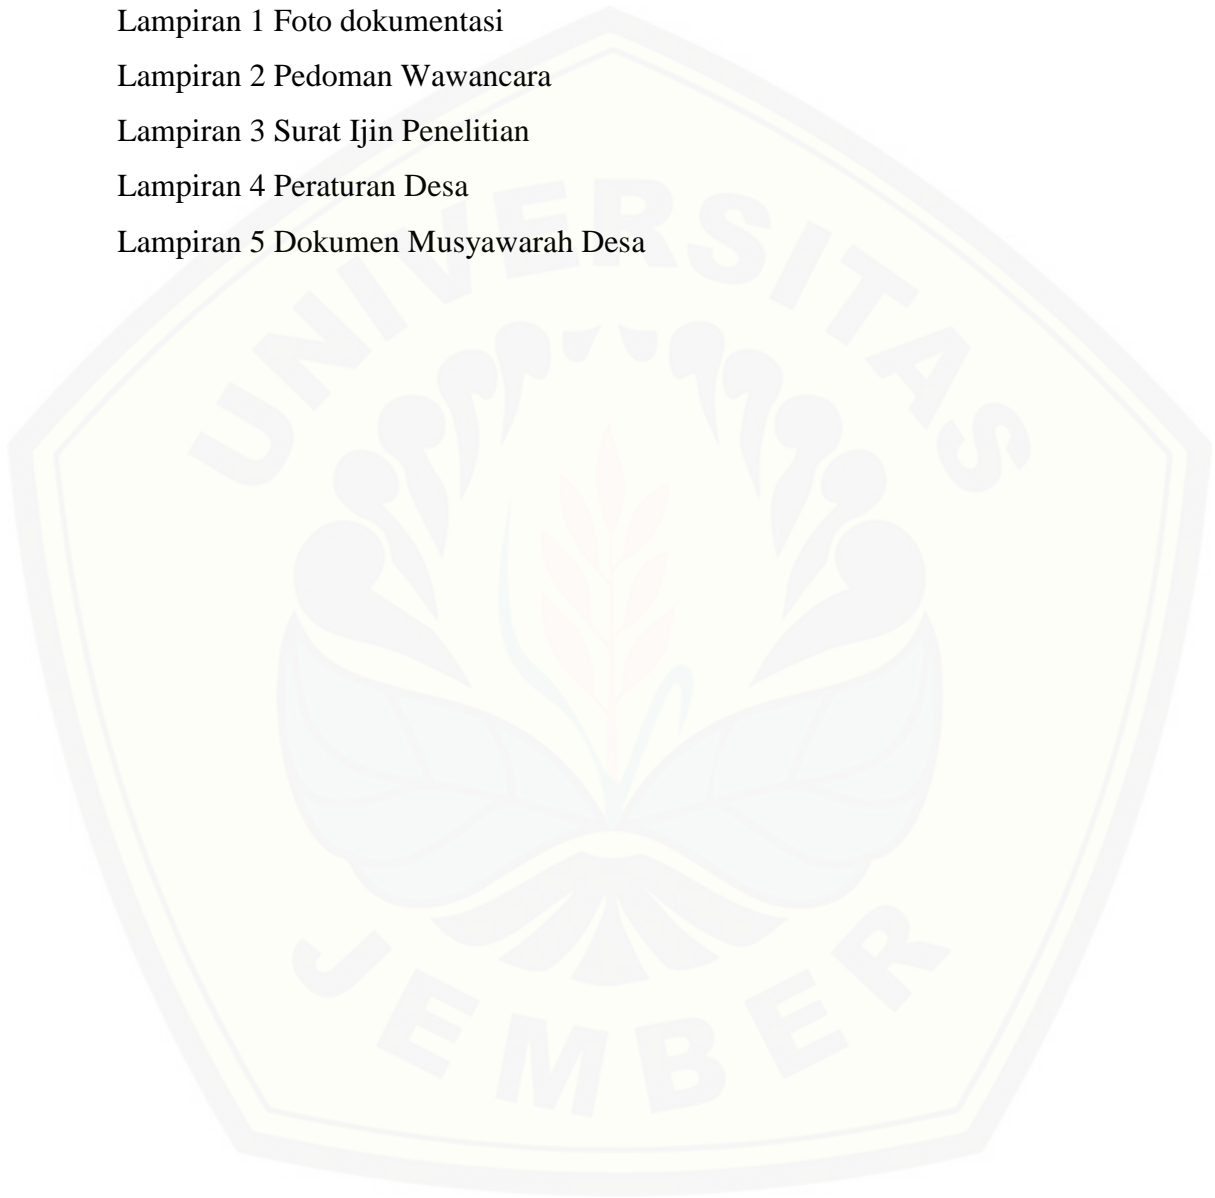 Lampiran 1 Foto dokumentasi
Lampiran 2 Pedoman Wawancara
Lampiran 3 Surat Ijin Penelitian
Lampiran 4 Peraturan Desa
Lampiran 5 Dokumen Musyawarah Desa
UNIVERSITAS
JEMBER